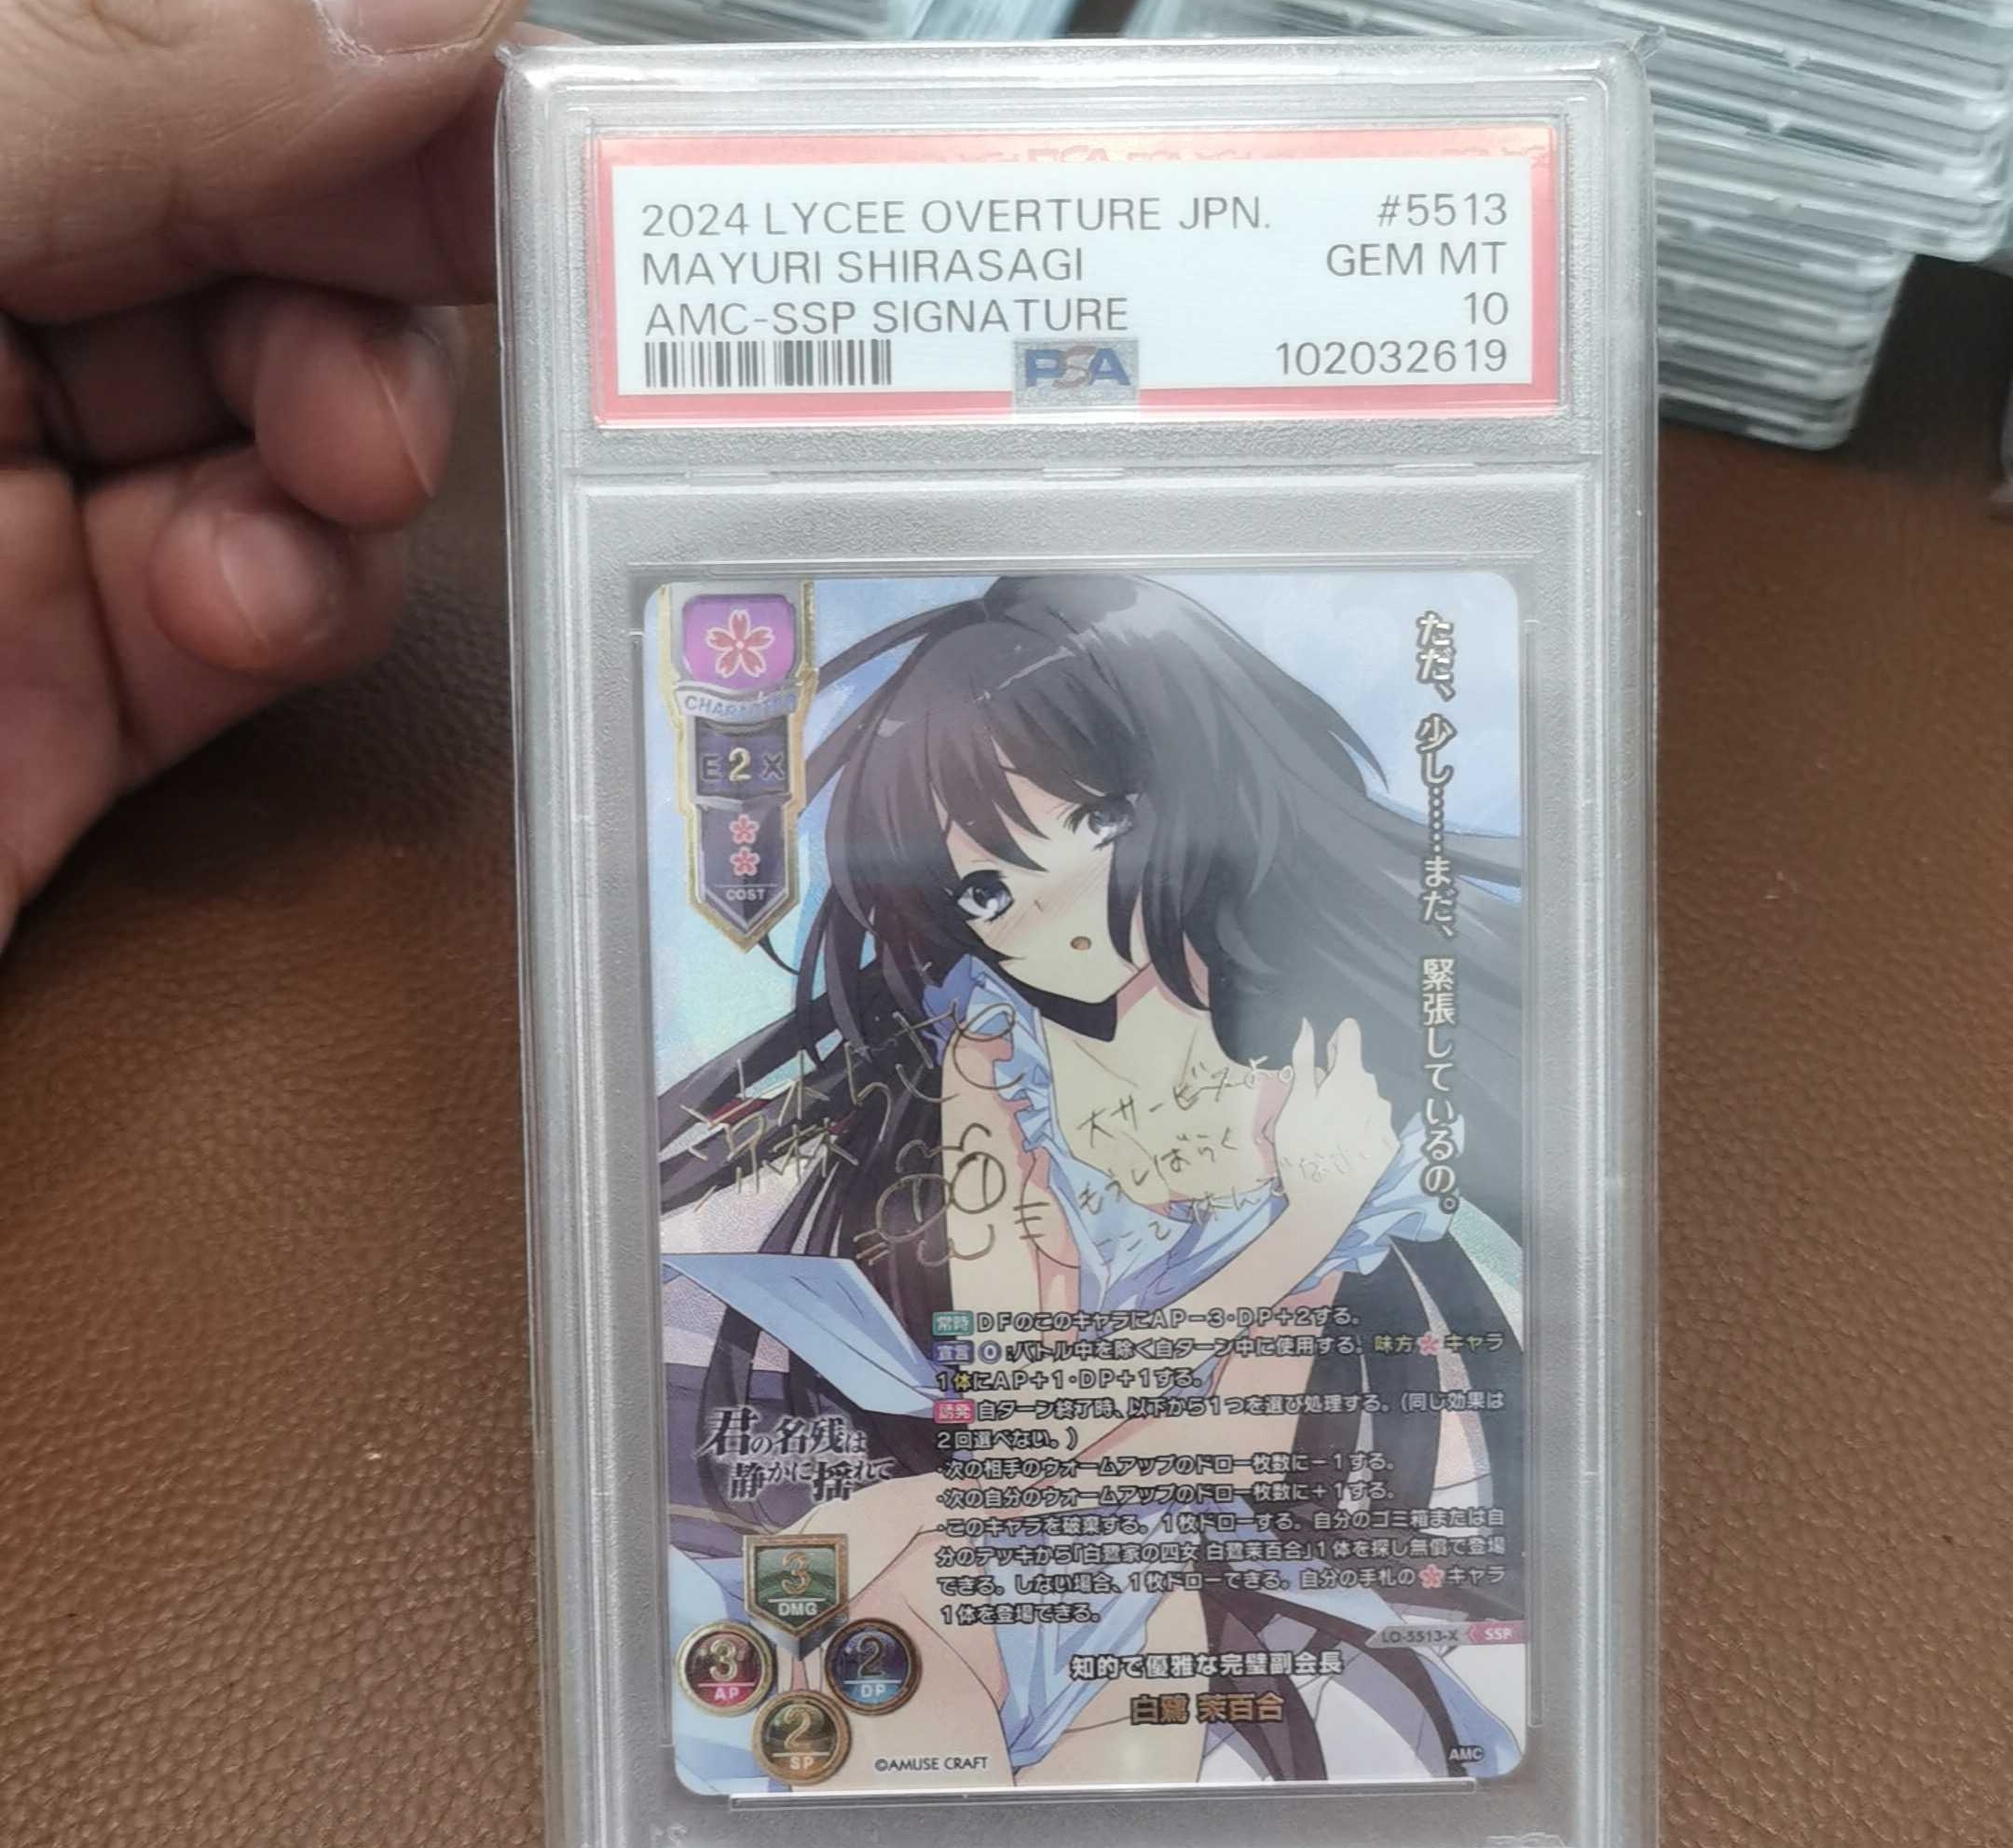 2024 LYCEE OVERTURE JPN. #5513
MAYURI SHIRASAGI GEM MT
AMC-SSP SIGNATURE 10
PSA 102032619
CHARACTER
E 2 X
COST
ただ、少し……まだ、緊張しているの。
涼森ちさと
大サービスよ。
もうしばらく
ここで休んで
常時 DFのこのキャラにAP－3・DP＋2する。
宣言 0:バトル中を除く自ターン中に使用する。味方キャラ
1体にAP＋1・DP＋1する。
誘発 自ターン終了時、以下から1つを選び処理する。(同じ効果は
2回選べない。)
・次の相手のウォームアップのドロー枚数に－1する。
・次の自分のウォームアップのドロー枚数に＋1する。
・このキャラを破棄する。1枚ドローする。自分のゴミ箱または自
分のデッキから「白鷺家の四女 白鷺茉百合」1体を探し無償で登場
できる。しない場合、1枚ドローできる。自分の手札のキャラ
1体を登場できる。
君の名残は
静かに揺れて
3
DMG
3
AP
2
DP
2
SP
LO-5513-X SSP
知的で優雅な完璧副会長
白鷺 茉百合
©AMUSE CRAFT
AMC